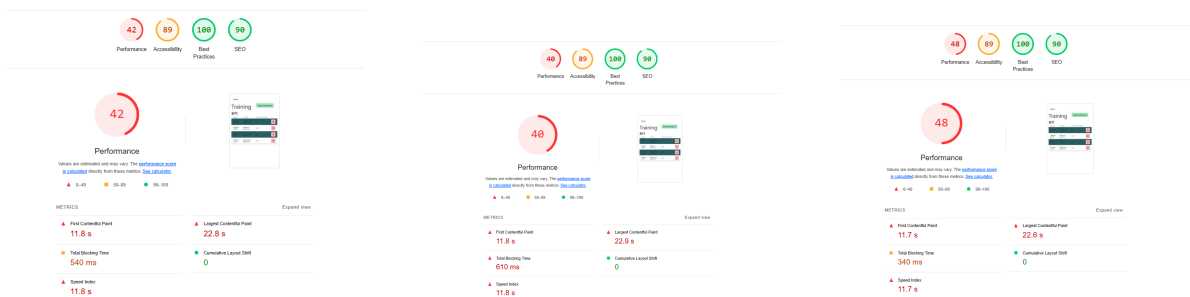 42
89
100
90
Performance
Accessibility
Best
Practices
SEO
42
Training
en
Performance
Values are estimated and may vary. The performance score
is calculated directly from these metrics. See calculator.
0–49
50–89
90–100
METRICS
Expand view
First Contentful Paint
11.8 s
Largest Contentful Paint
22.8 s
Total Blocking Time
540 ms
Cumulative Layout Shift
0
Speed Index
11.8 s
40
89
100
90
Performance
Accessibility
Best
Practices
SEO
40
Training
en
Performance
Values are estimated and may vary. The performance score
is calculated directly from these metrics. See calculator.
0–49
50–89
90–100
METRICS
Expand view
First Contentful Paint
11.8 s
Largest Contentful Paint
22.9 s
Total Blocking Time
610 ms
Cumulative Layout Shift
0
Speed Index
11.8 s
48
89
100
90
Performance
Accessibility
Best
Practices
SEO
48
Training
en
Performance
Values are estimated and may vary. The performance score
is calculated directly from these metrics. See calculator.
0–49
50–89
90–100
METRICS
Expand view
First Contentful Paint
11.7 s
Largest Contentful Paint
22.6 s
Total Blocking Time
340 ms
Cumulative Layout Shift
0
Speed Index
11.7 s